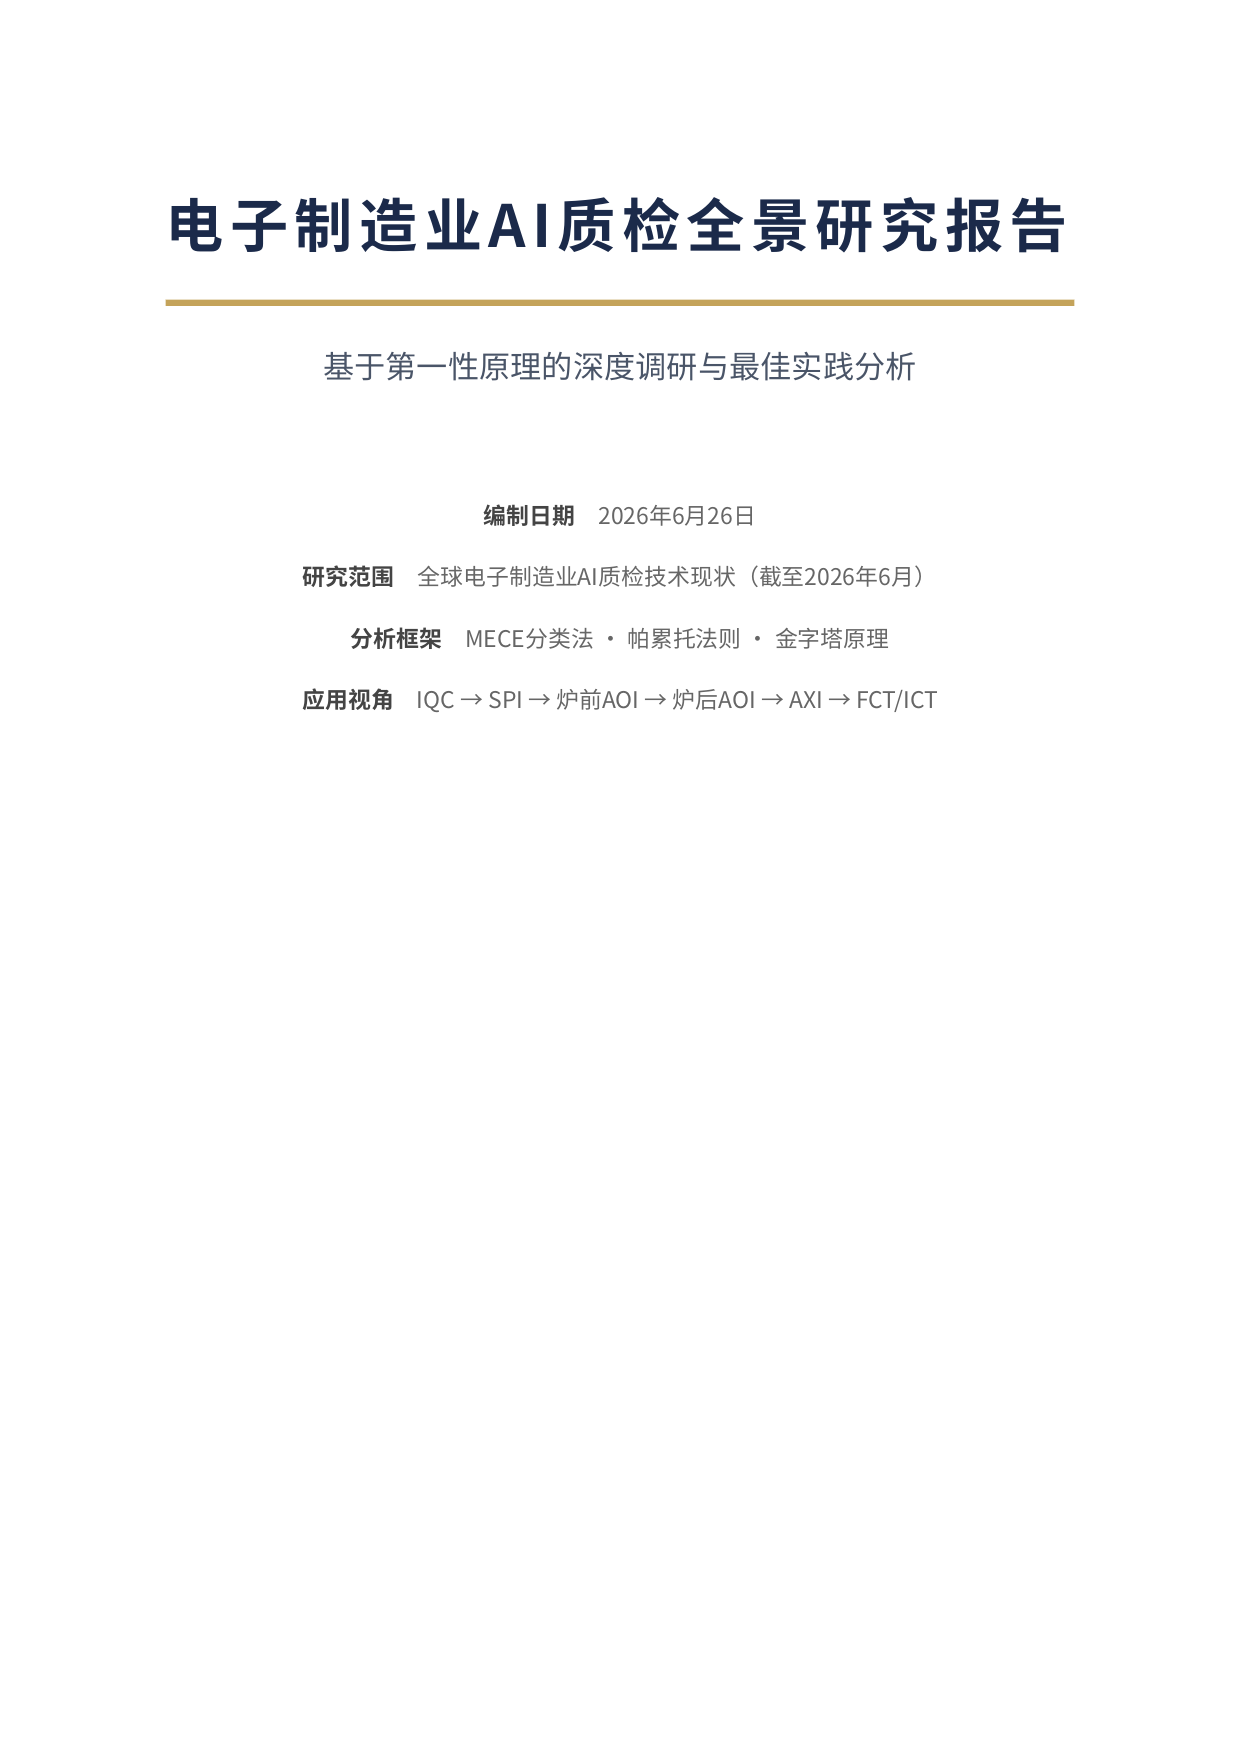 电子制造业AI质检全景研究报告
基于第一性原理的深度调研与最佳实践分析
编制日期 2026年6月26日
研究范围 全球电子制造业AI质检技术现状（截至2026年6月）
分析框架 MECE分类法 · 帕累托法则 · 金字塔原理
应用视角 IQC → SPI → 炉前AOI → 炉后AOI → AXI → FCT/ICT